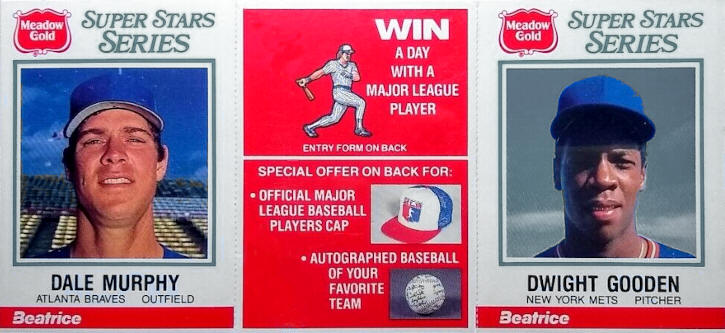 Meadow
Gold
SUPER STARS
SERIES
DALE MURPHY
ATLANTA BRAVES OUTFIELD
Beatrice
WIN
A DAY
WITH A
MAJOR LEAGUE
PLAYER
ENTRY FORM ON BACK
SPECIAL OFFER ON BACK FOR:
• OFFICIAL MAJOR
LEAGUE BASEBALL
PLAYERS CAP
• AUTOGRAPHED BASEBALL
OF YOUR
FAVORITE
TEAM
Meadow
Gold
SUPER STARS
SERIES
DWIGHT GOODEN
NEW YORK METS PITCHER
Beatrice